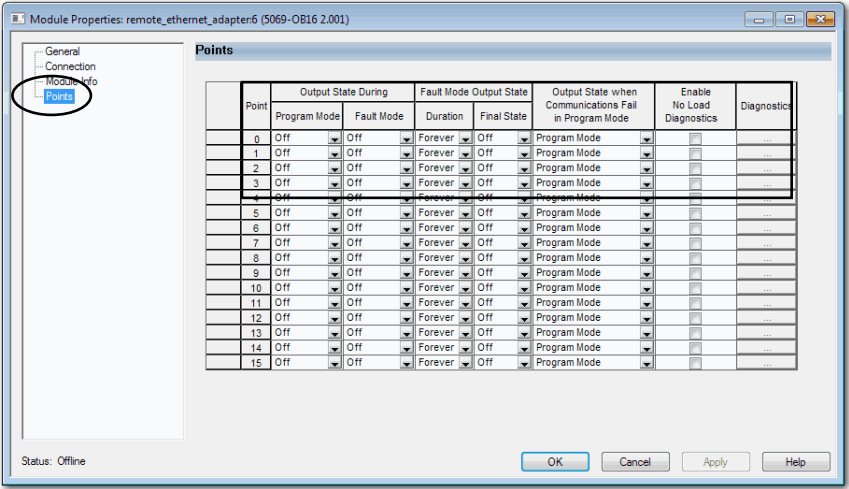 Module Properties: remote_ethernet_adapter:6 (5069-OB16 2.001)
General
Connection
Module Info
Points
Points
Point
Output State During
Program Mode
Fault Mode
Fault Mode Output State
Duration
Final State
Output State when
Communications Fail
in Program Mode
Enable
No Load
Diagnostics
Diagnostics
0 Off Off Forever Off Program Mode ...
1 Off Off Forever Off Program Mode ...
2 Off Off Forever Off Program Mode ...
3 Off Off Forever Off Program Mode ...
4 Off Off Forever Off Program Mode ...
5 Off Off Forever Off Program Mode ...
6 Off Off Forever Off Program Mode ...
7 Off Off Forever Off Program Mode ...
8 Off Off Forever Off Program Mode ...
9 Off Off Forever Off Program Mode ...
10 Off Off Forever Off Program Mode ...
11 Off Off Forever Off Program Mode ...
12 Off Off Forever Off Program Mode ...
13 Off Off Forever Off Program Mode ...
14 Off Off Forever Off Program Mode ...
15 Off Off Forever Off Program Mode ...
Status: Offline
OK
Cancel
Apply
Help